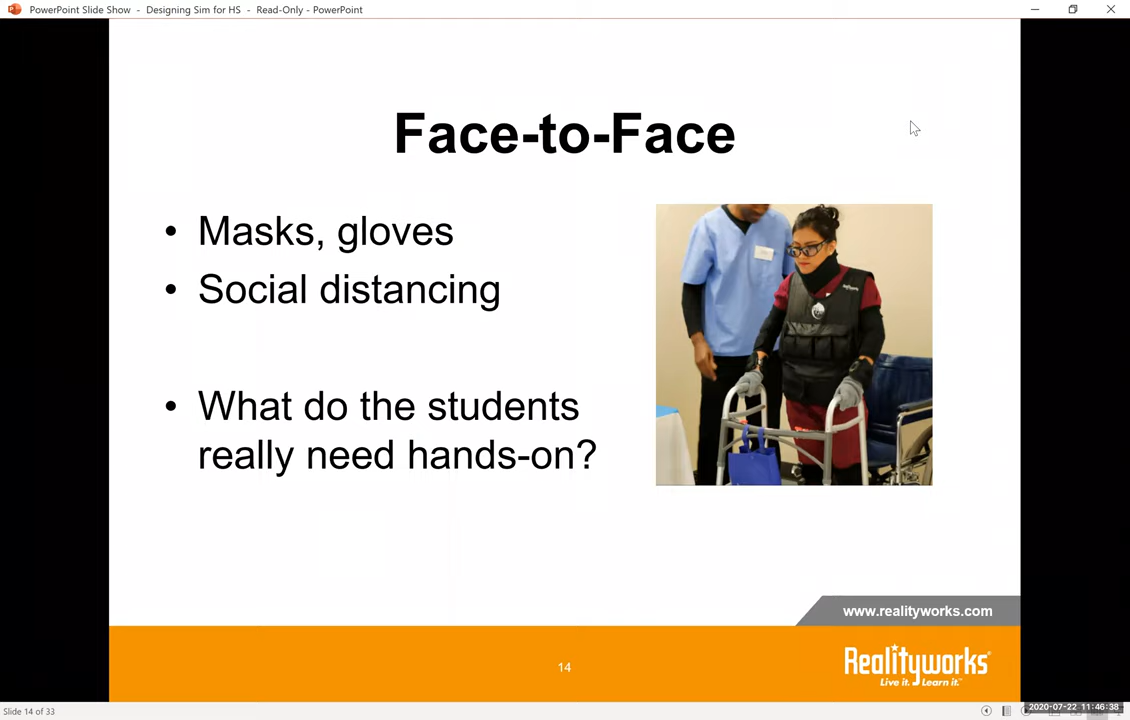 PowerPoint Slide Show - Designing Sim for HS - Read-Only - PowerPoint
Face-to-Face
• Masks, gloves
• Social distancing
• What do the students
really need hands-on?
www.realityworks.com
14
Realityworks®
Live it. Learn it.™
Slide 14 of 33
2020-07-22 11:46:38